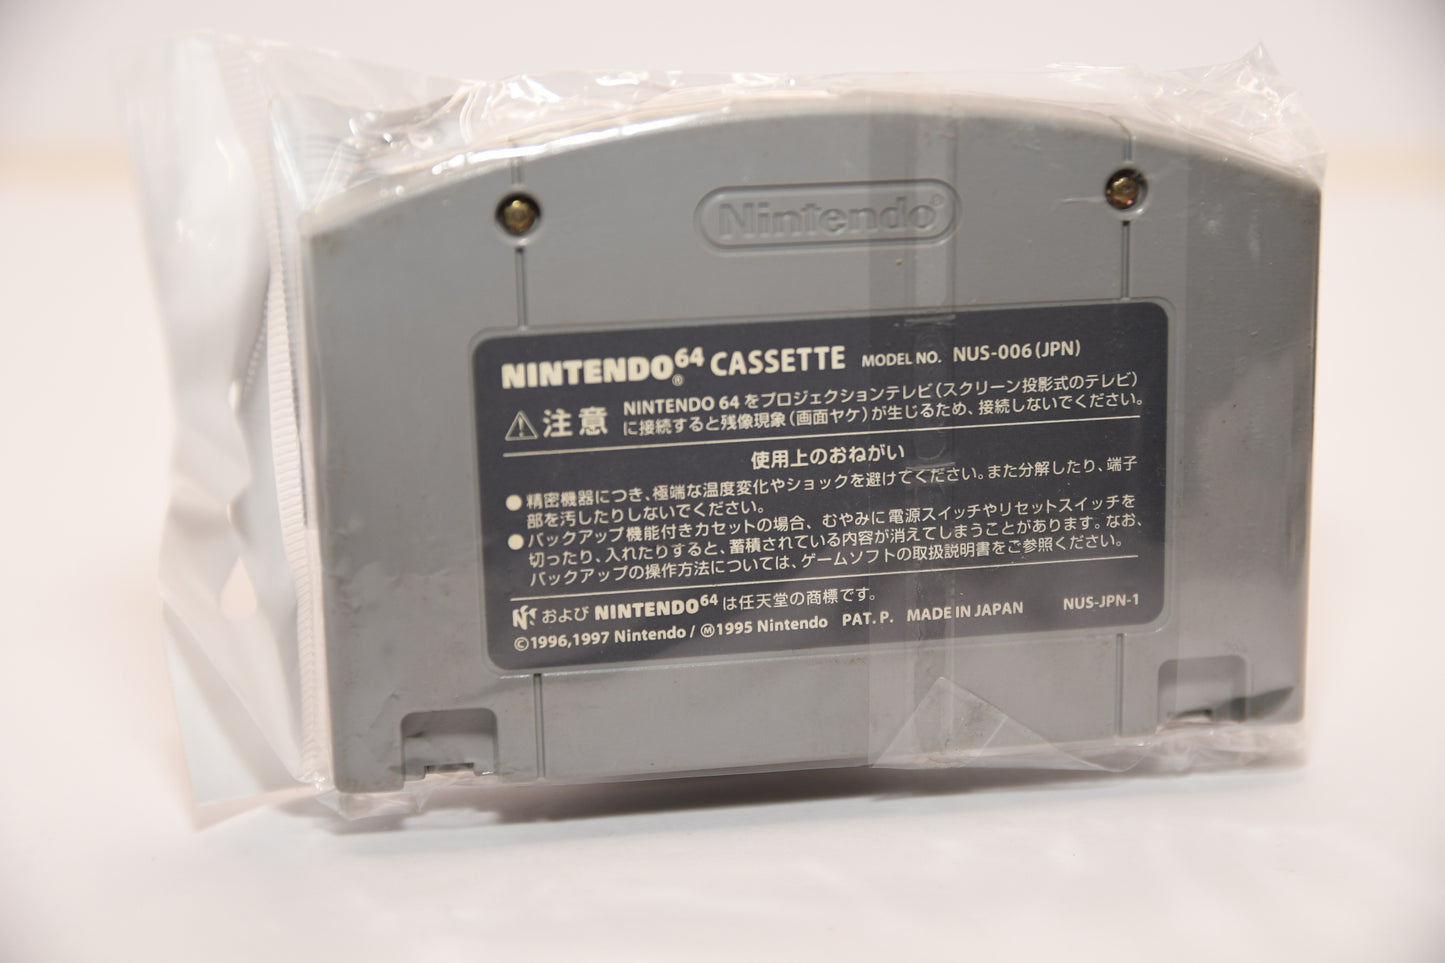 Nintendo®
NINTENDO®64 CASSETTE MODEL NO. NUS-006(JPN)
注意 NINTENDO 64 をプロジェクションテレビ(スクリーン投影式のテレビ)
に接続すると残像現象(画面ヤケ)が生じるため、接続しないでください。
使用上のおねがい
●精密機器につき、極端な温度変化やショックを避けてください。また分解したり、端子
部を汚したりしないでください。
●バックアップ機能付きカセットの場合、むやみに電源スイッチやリセットスイッチを
切ったり、入れたりすると、蓄積されている内容が消えてしまうことがあります。なお、
バックアップの操作方法については、ゲームソフトの取扱説明書をご参照ください。
および NINTENDO64 は任天堂の商標です。
©1996,1997 Nintendo / Ⓜ1995 Nintendo PAT. P. MADE IN JAPAN NUS-JPN-1